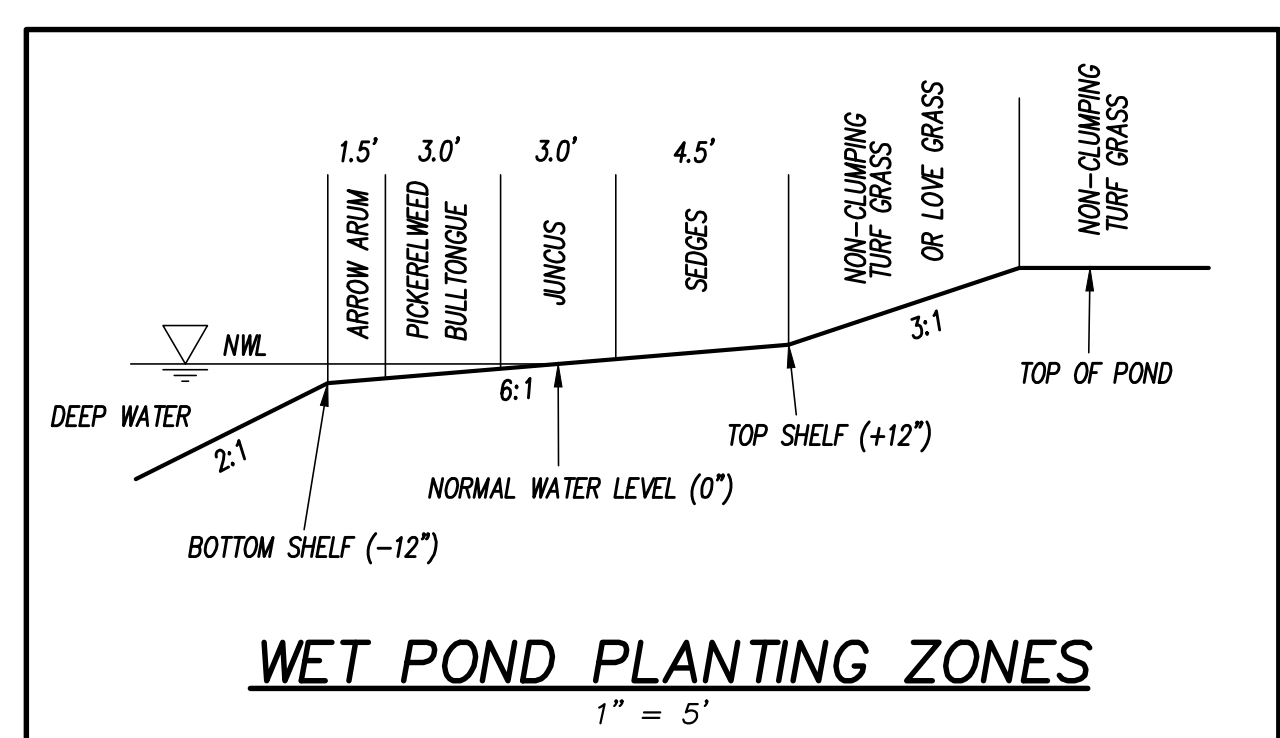 1.5'
3.0'
3.0'
4.5'
ARROW ARUM
PICKERELWEED
BULLTONGUE
JUNCUS
SEDGES
NON-CLUMPING
TURF GRASS
OR LOVE GRASS
NON-CLUMPING
TURF GRASS
NWL
DEEP WATER
2:1
6:1
3:1
TOP OF POND
TOP SHELF (+12")
NORMAL WATER LEVEL (0")
BOTTOM SHELF (-12")
WET POND PLANTING ZONES
1" = 5'